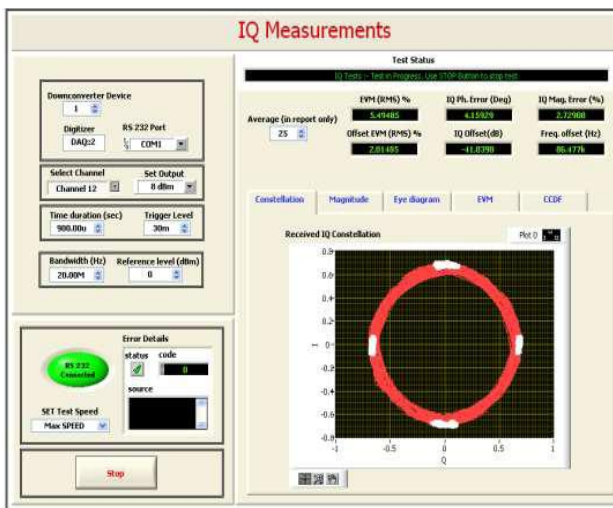 IQ Measurements
Test Status
IQ Tests :- Test in Progress. Use STOP Button to stop test
Downconverter Device
1
Digitizer
DAQ::2
RS 232 Port
COM1
Select Channel
Channel 12
Set Output
8 dBm
Time duration (sec)
900.00u
Trigger Level
30m
Bandwidth (Hz)
20.00M
Reference level (dBm)
0
Average (in report only)
25
EVM (RMS) %
5.49485
IQ Ph. Error (Deg)
4.15929
IQ Mag. Error (%)
2.72908
Offset EVM (RMS) %
2.01485
IQ Offset(dB)
-41.8398
Freq. offset (Hz)
86.477k
Constellation
Magnitude
Eye diagram
EVM
CCDF
Received IQ Constellation
Plot 0
0.8
0.6
0.4
0.2
0
-0.2
-0.4
-0.6
-0.8
I
-1
-0.5
0
0.5
1
Q
RS 232
Connected
SET Test Speed
Max SPEED
Error Details
status
code
0
source
Stop